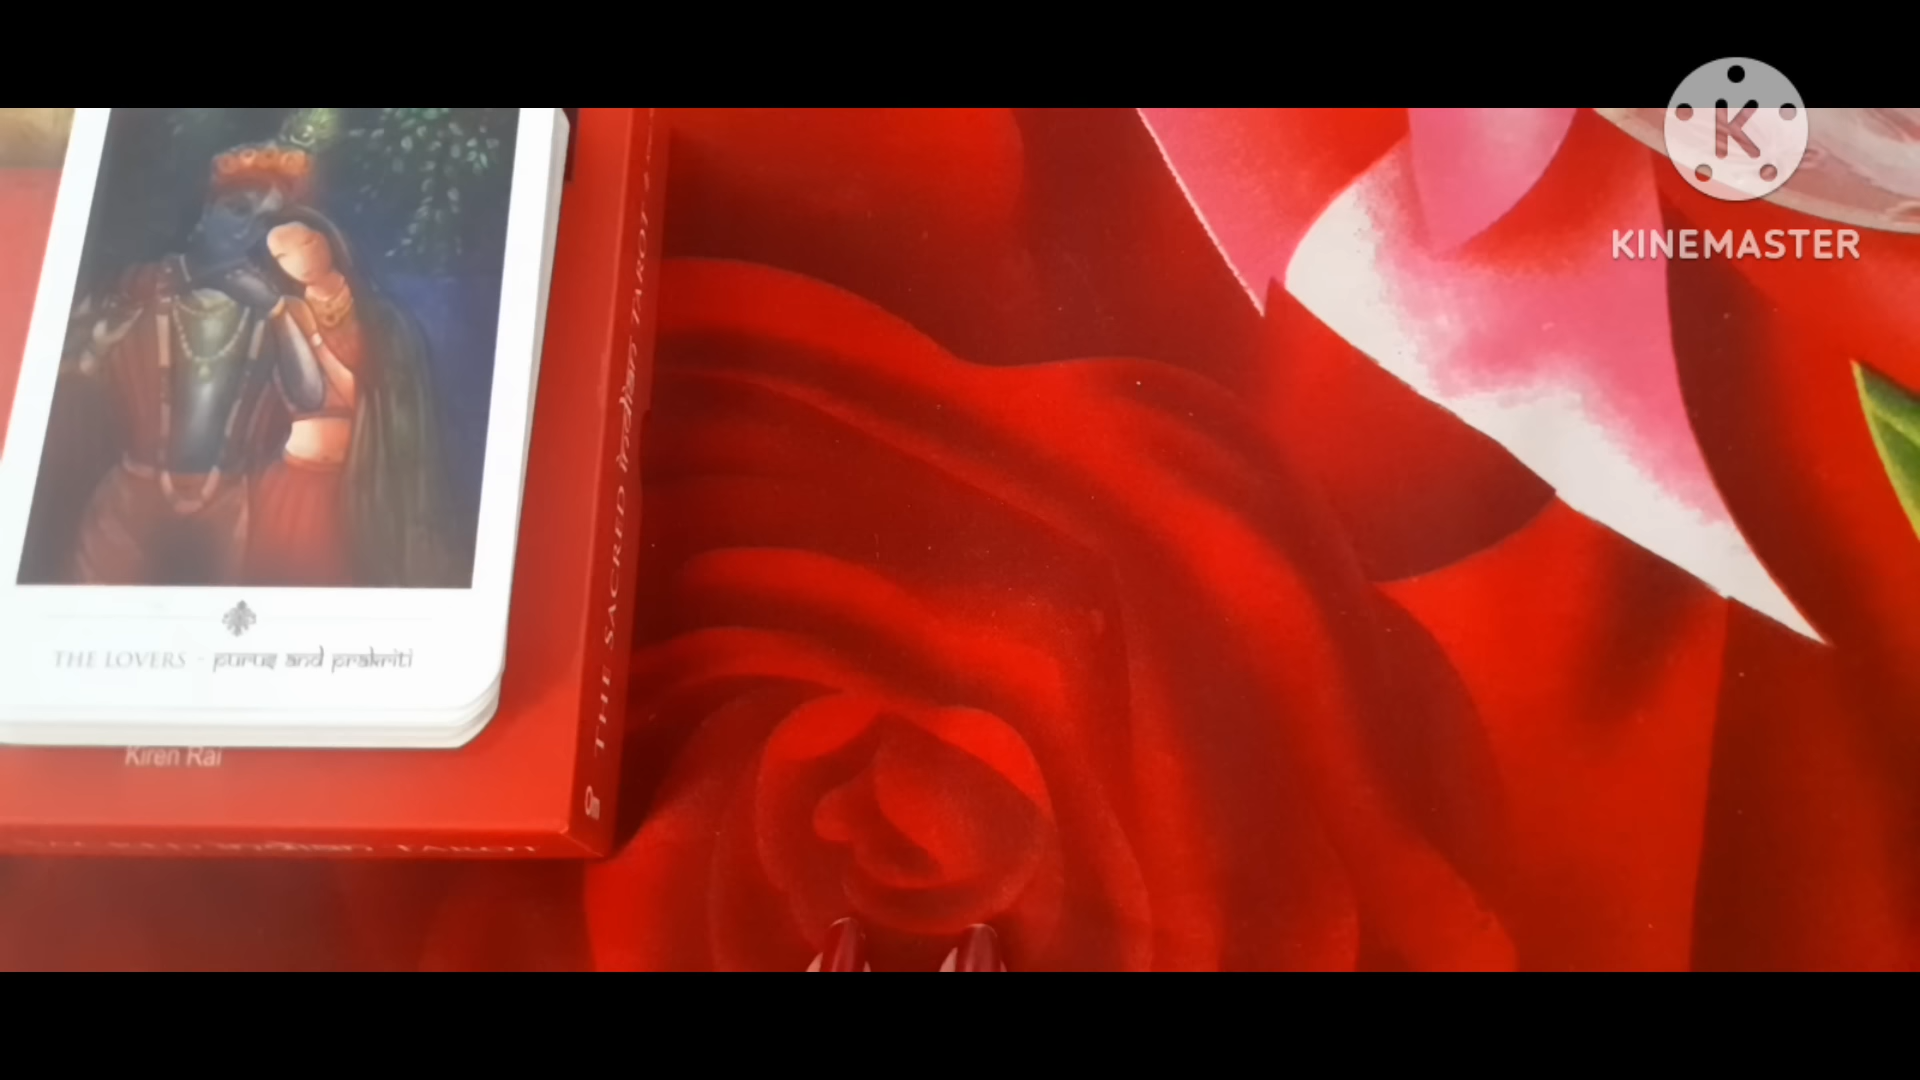 K
KINEMASTER
THE LOVERS - purus and prakriti
Kiren Rai
THE SACRED indian TAROT